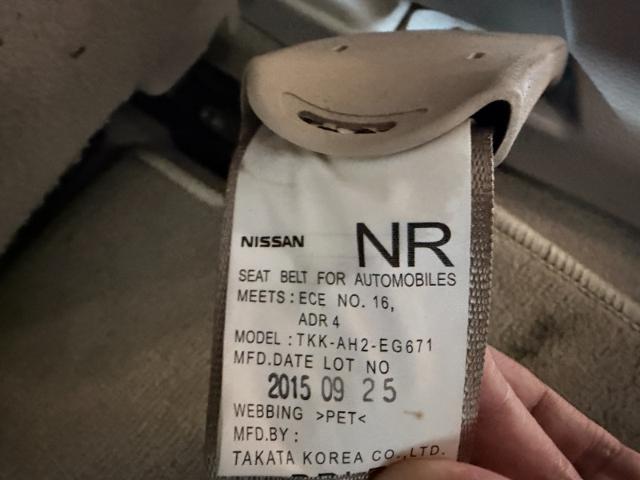 NISSAN NR
SEAT BELT FOR AUTOMOBILES
MEETS : ECE NO. 16,
ADR 4
MODEL : TKK-AH2-EG671
MFD.DATE LOT NO
2015 09 25
WEBBING >PET<
MFD.BY :
TAKATA KOREA CO.,LTD.